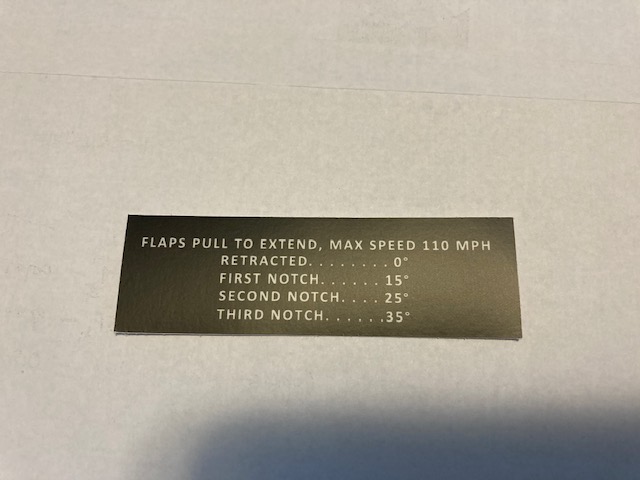 FLAPS PULL TO EXTEND, MAX SPEED 110 MPH
RETRACTED. . . . . . . . 0°
FIRST NOTCH. . . . . . 15°
SECOND NOTCH. . . . 25°
THIRD NOTCH. . . . . .35°